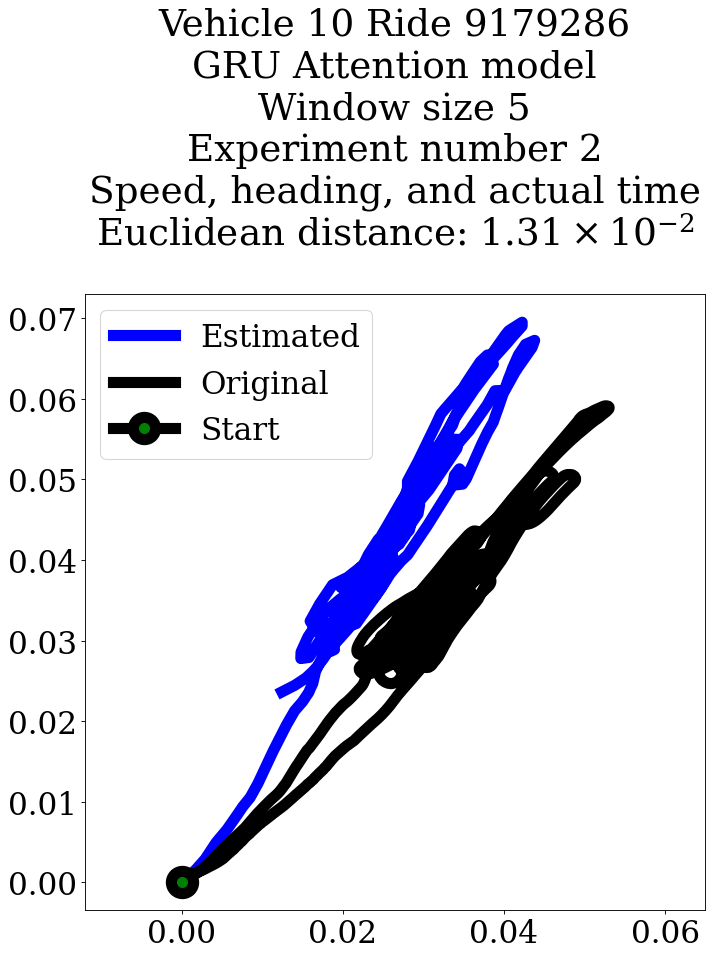 Vehicle 10 Ride 9179286
GRU Attention model
Window size 5
Experiment number 2
Speed, heading, and actual time
Euclidean distance: 1.31 × 10⁻²
Estimated
Original
Start
0.07
0.06
0.05
0.04
0.03
0.02
0.01
0.00
0.00 0.02 0.04 0.06